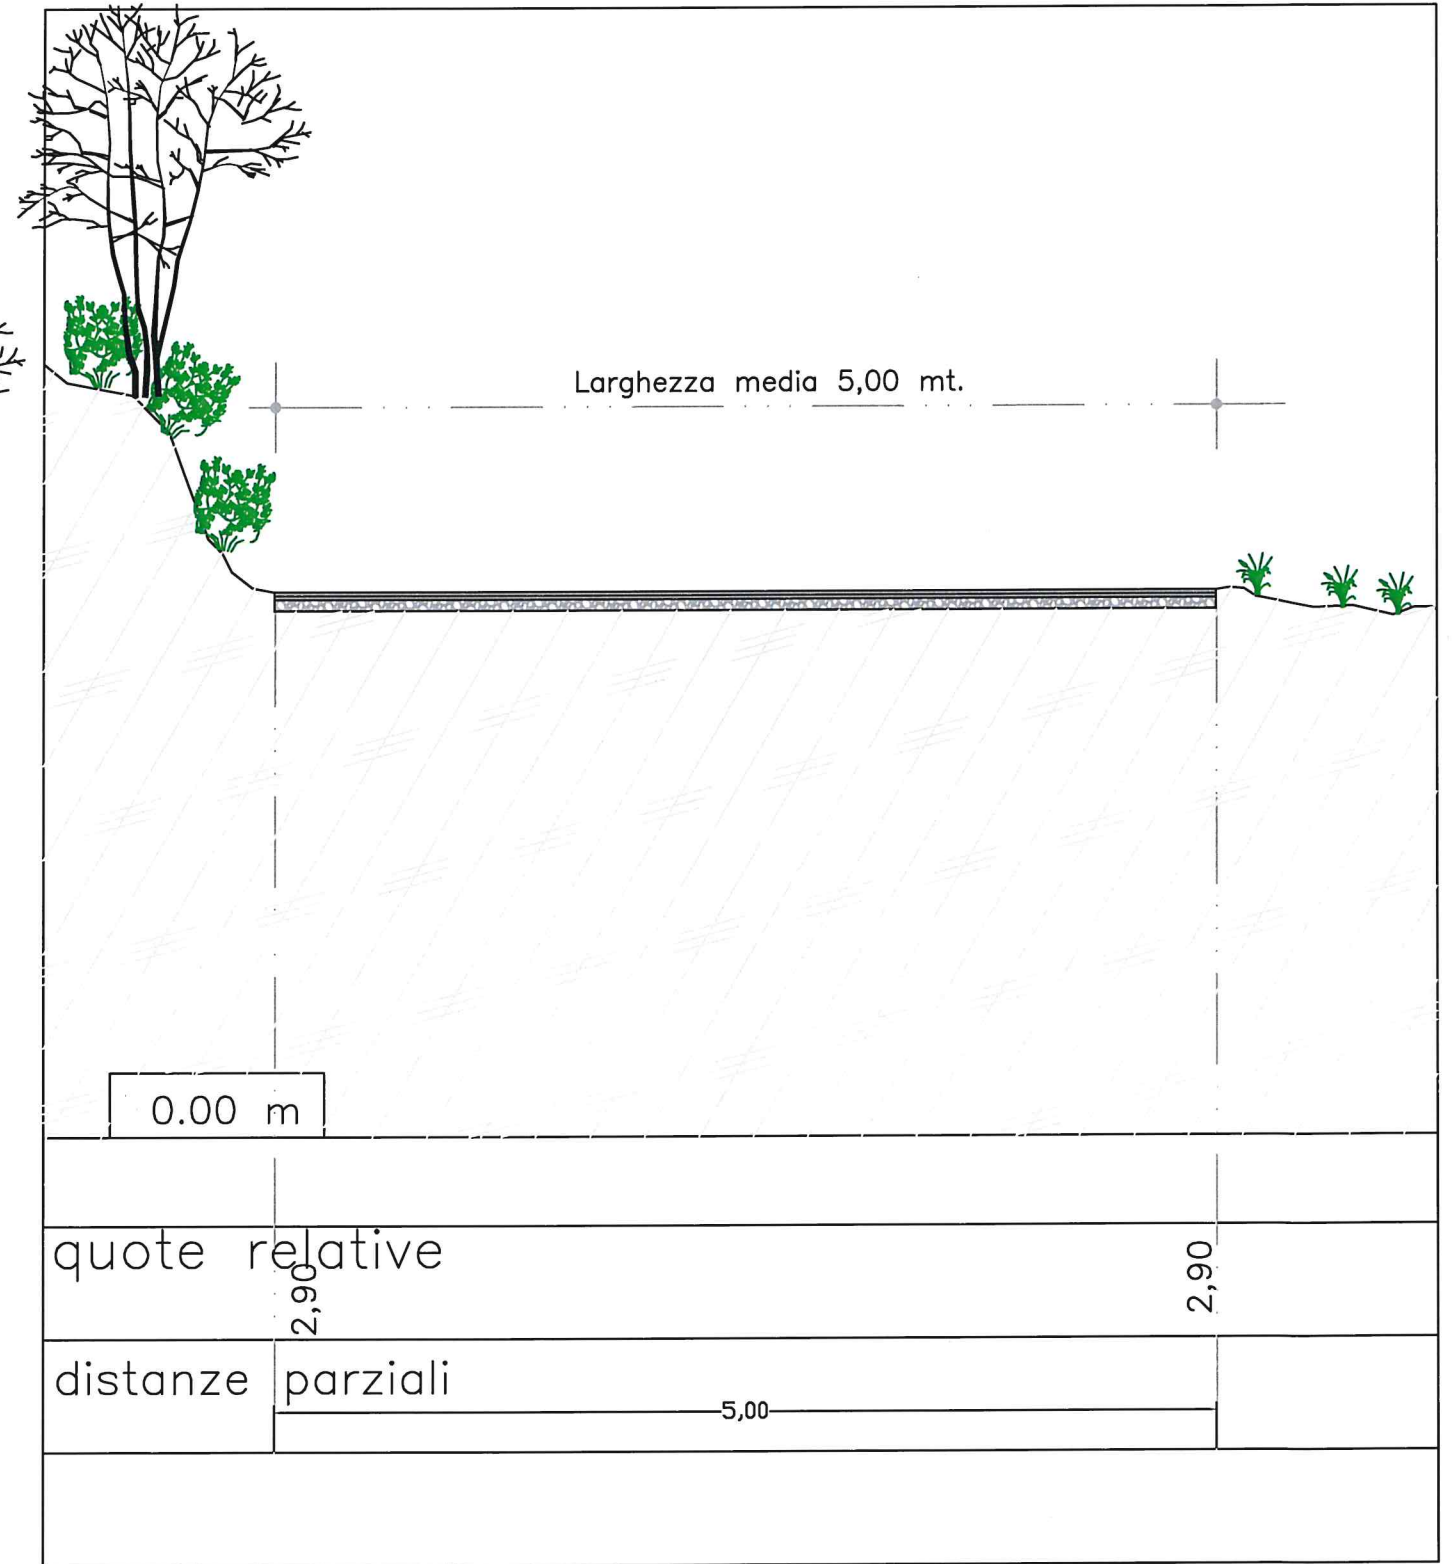 Larghezza media 5,00 mt.
0.00 m
quote relative
2,90
2,90
distanze parziali
5,00